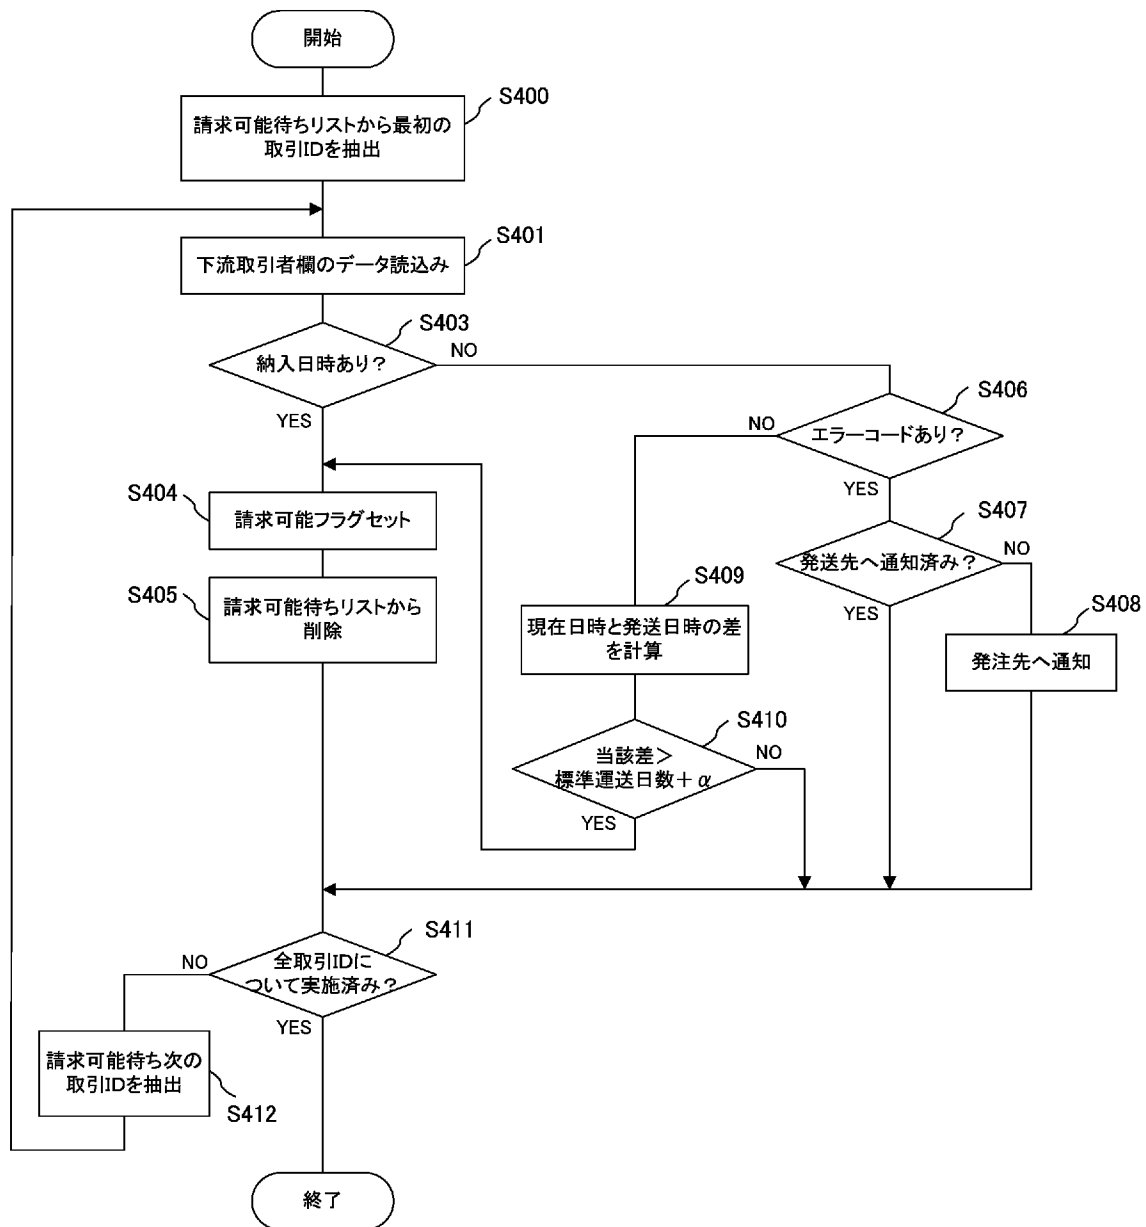 開始
S400
請求可能待ちリストから最初の
取引IDを抽出
S401
下流取引者欄のデータ読込み
S403
納入日時あり？
NO
YES
S406
エラーコードあり？
NO
YES
S404
請求可能フラグセット
S407
発送先へ通知済み？
NO
YES
S405
請求可能待ちリストから
削除
S409
現在日時と発送日時の差
を計算
S408
発注先へ通知
S410
当該差＞
標準運送日数＋α
NO
YES
S411
全取引IDに
ついて実施済み？
NO
YES
請求可能待ち次の
取引IDを抽出
S412
終了